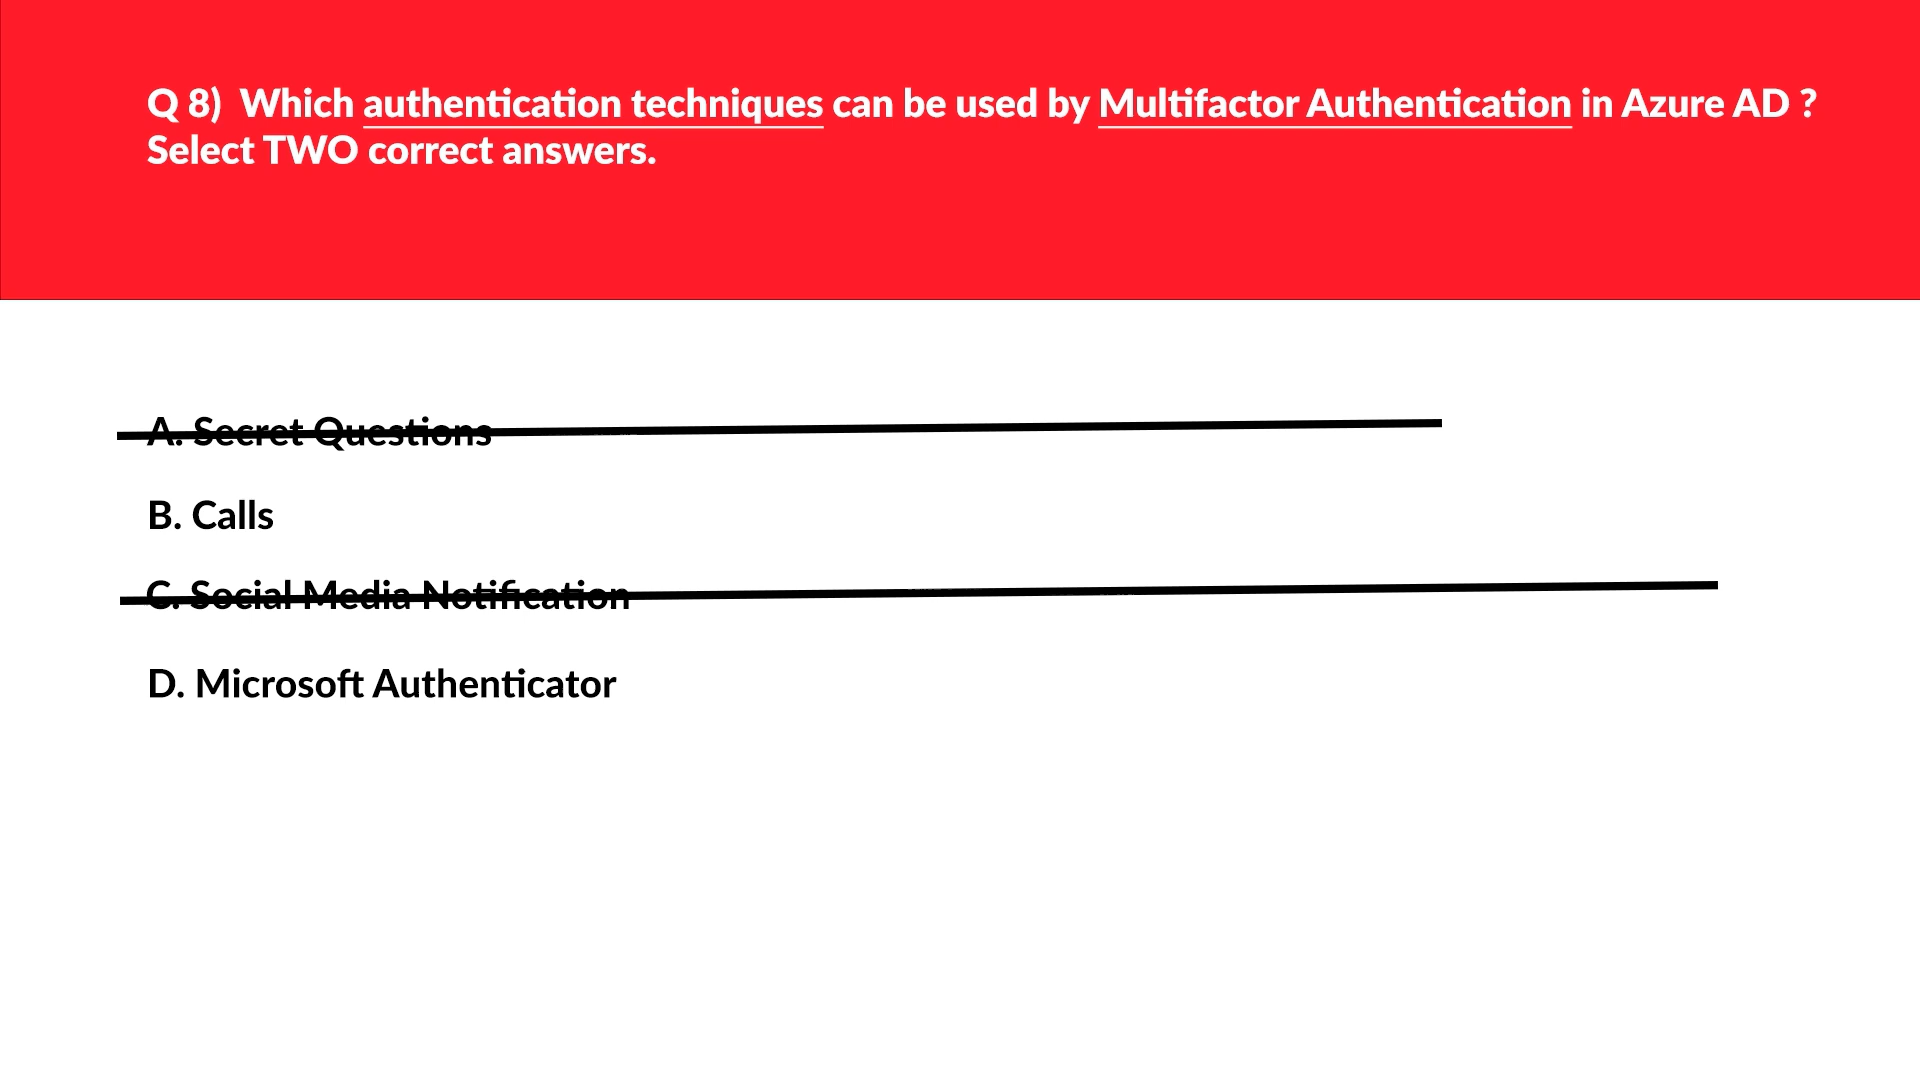 Q 8)  Which authentication techniques can be used by Multifactor Authentication in Azure AD ?
Select TWO correct answers.
A. Secret Questions
B. Calls
C. Social Media Notification
D. Microsoft Authenticator